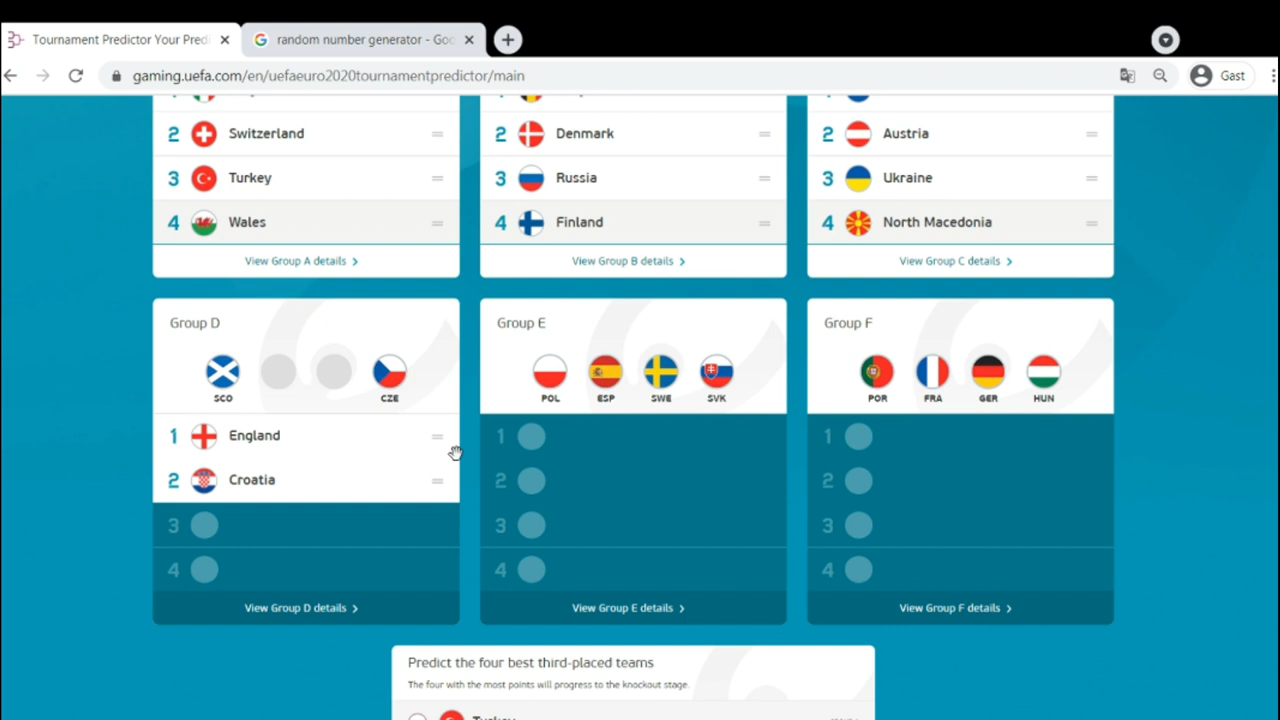 Tournament Predictor Your Pred
random number generator - Goo
gaming.uefa.com/en/uefaeuro2020tournamentpredictor/main
Gast
2 Switzerland
3 Turkey
4 Wales
View Group A details
2 Denmark
3 Russia
4 Finland
View Group B details
2 Austria
3 Ukraine
4 North Macedonia
View Group C details
Group D
SCO CZE
1 England
2 Croatia
3
4
View Group D details
Group E
POL ESP SWE SVK
1
2
3
4
View Group E details
Group F
POR FRA GER HUN
1
2
3
4
View Group F details
Predict the four best third-placed teams
The four with the most points will progress to the knockout stage.
Turkey